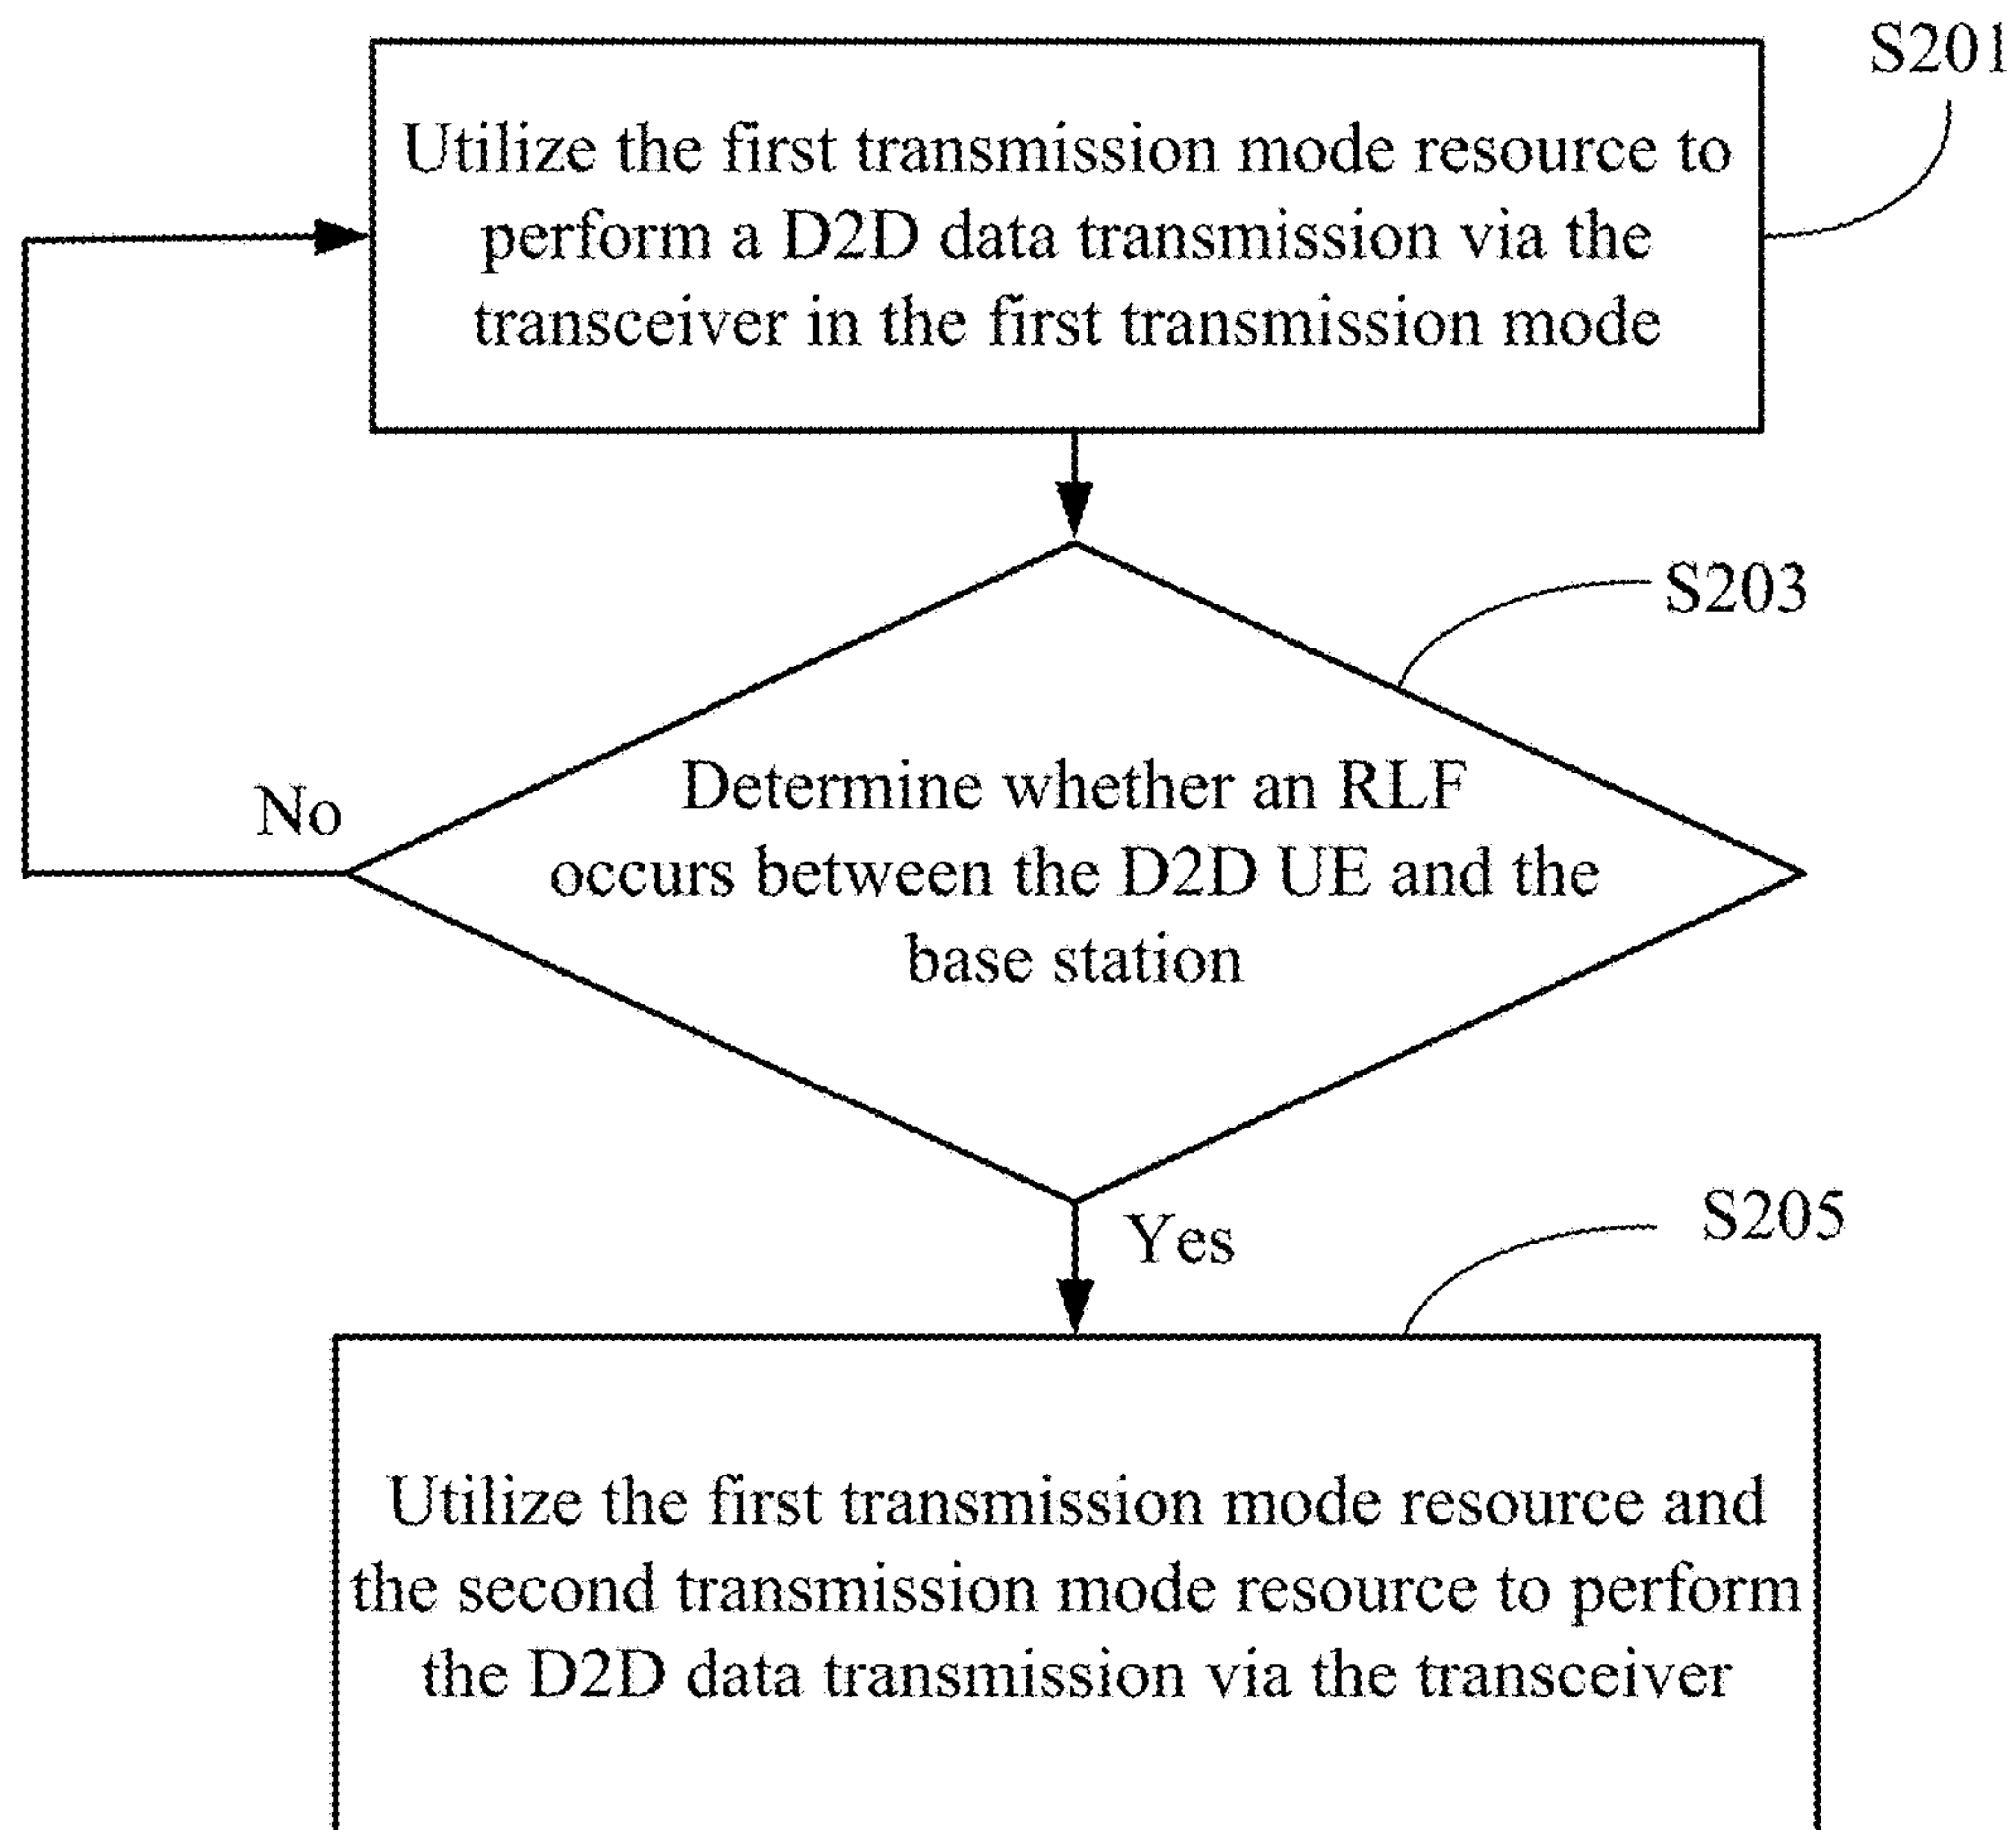 S201
Utilize the first transmission mode resource to
perform a D2D data transmission via the
transceiver in the first transmission mode
S203
Determine whether an RLF
occurs between the D2D UE and the
base station
No
Yes
S205
Utilize the first transmission mode resource and
the second transmission mode resource to perform
the D2D data transmission via the transceiver